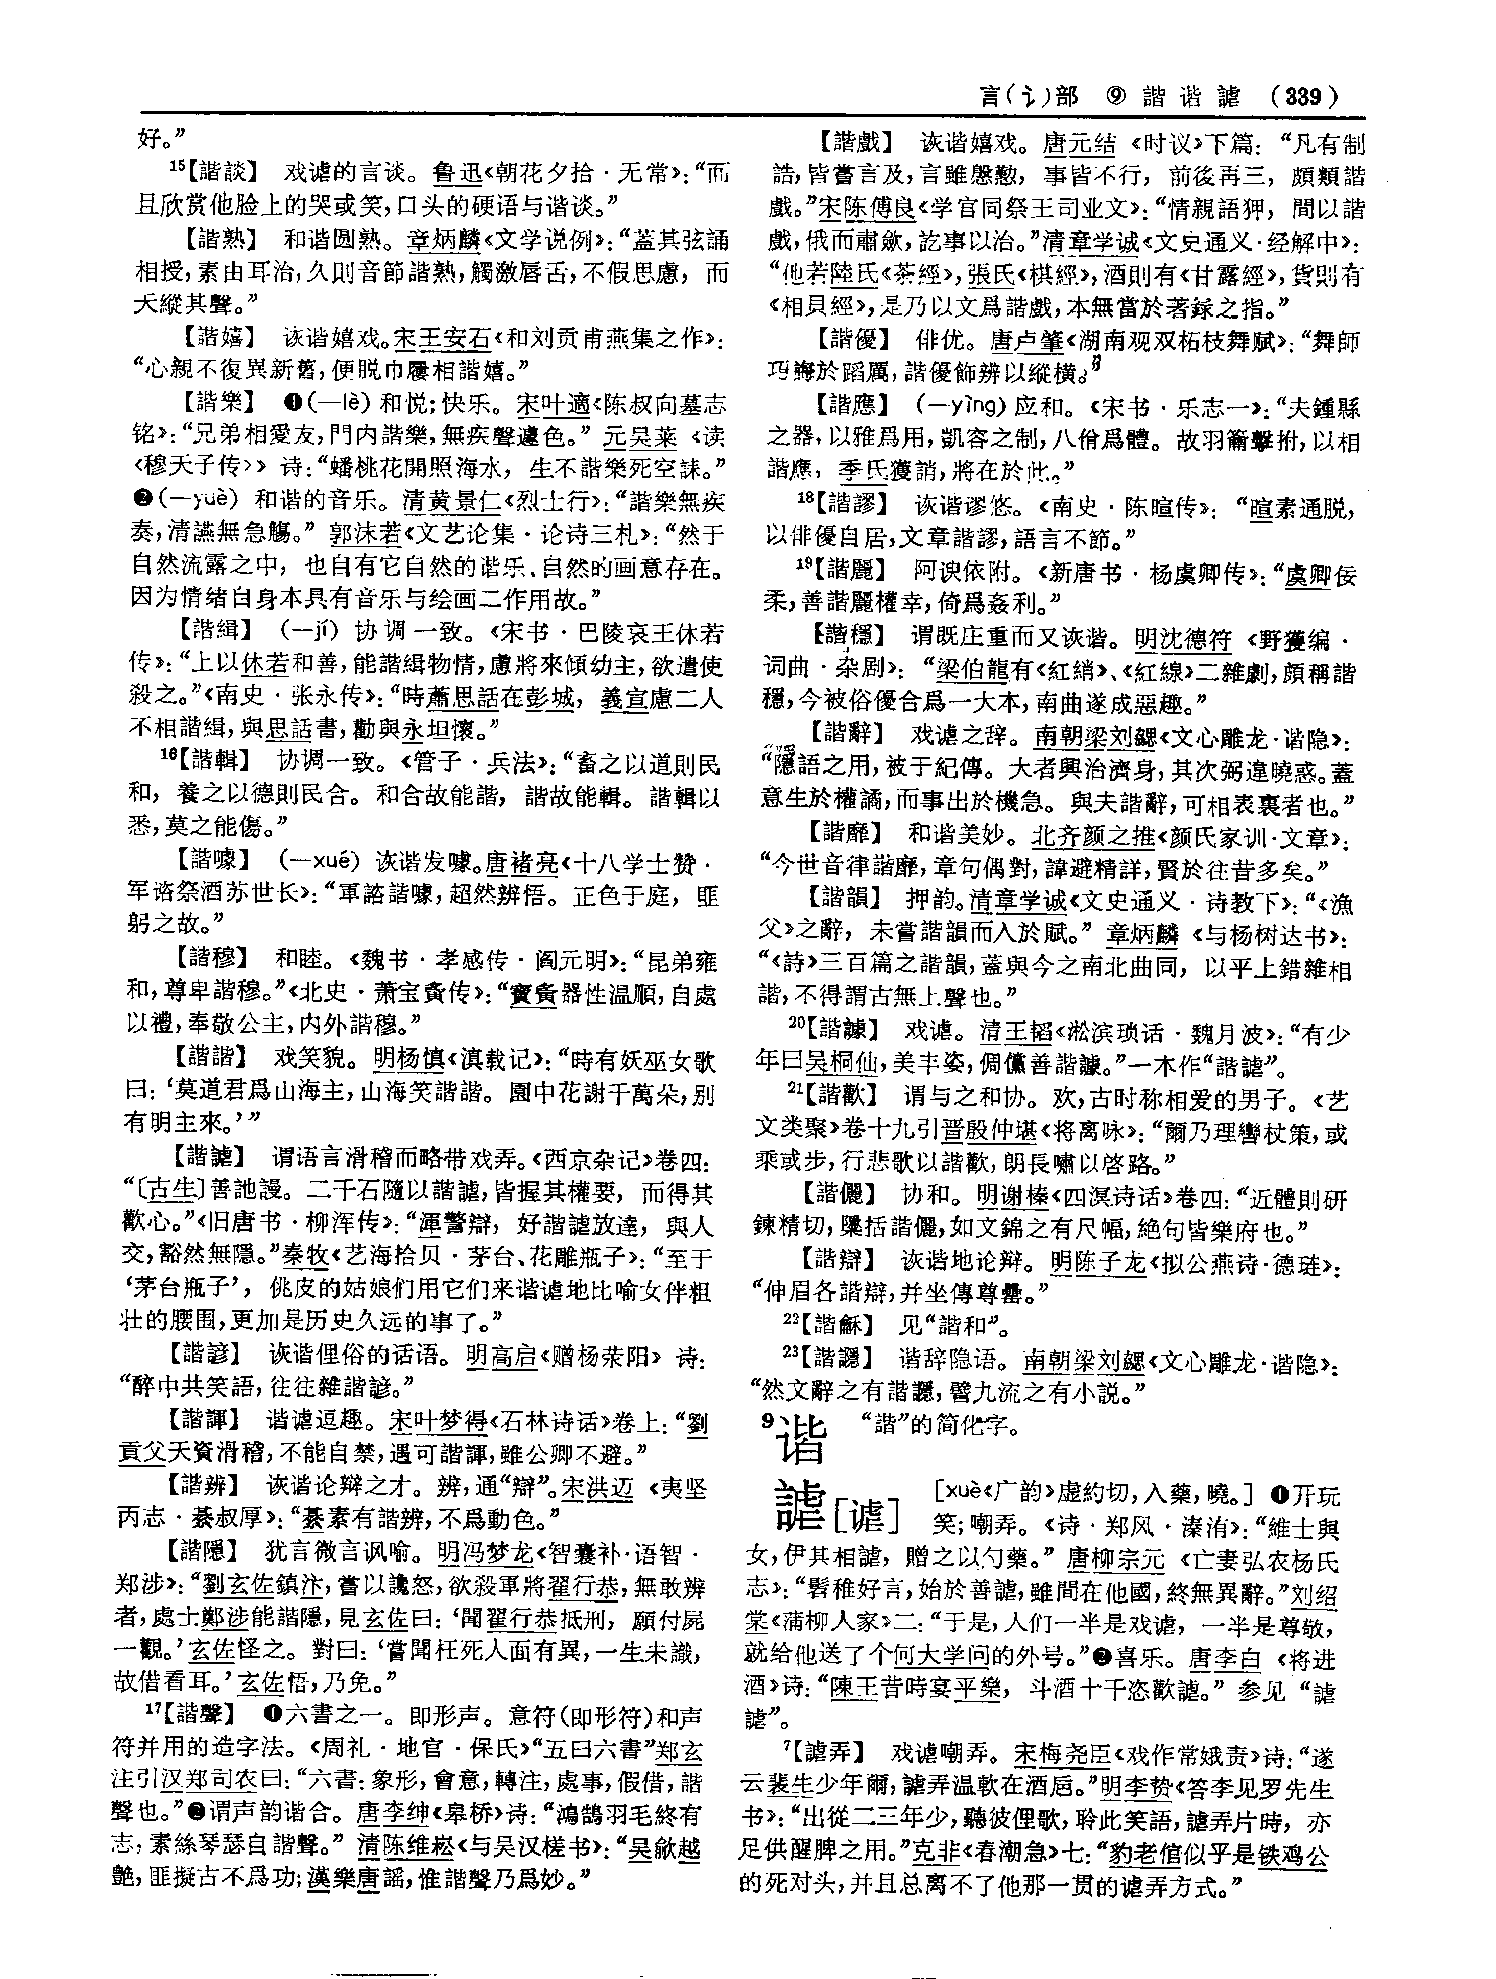 言(讠)部 ⑨ 諧谐謔 (339)
好。”
¹⁵【諧談】 戏谑的言谈。鲁迅《朝花夕拾·无常》：“而
且欣赏他脸上的哭或笑，口头的硬语与谐谈。”
【諧熟】 和谐圆熟。章炳麟《文学说例》：“蓋其弦誦
相授，素由耳治，久則音節諧熟，觸激唇舌，不假思慮，而
天縱其聲。”
【諧嬉】 诙谐嬉戏。宋王安石《和刘贡甫燕集之作》：
“心親不復異新舊，便脱巾屨相諧嬉。”
【諧樂】 ❶(—lè)和悦；快乐。宋叶適《陈叔向墓志
铭》：“兄弟相愛友，門内諧樂，無疾聲遽色。”元吴莱《读
〈穆天子传〉》诗：“蟠桃花開照海水，生不諧樂死空誄。”
❷(—yuè)和谐的音乐。清黄景仁《烈士行》：“諧樂無疾
奏，清讌無急觴。”郭沫若《文艺论集·论诗三札》：“然于
自然流露之中，也自有它自然的谐乐、自然的画意存在。
因为情绪自身本具有音乐与绘画二作用故。”
【諧緝】 (—jí)协调一致。《宋书·巴陵哀王休若
传》：“上以休若和善，能諧緝物情，慮將來傾幼主，欲遣使
殺之。”《南史·张永传》：“時蕭思話在彭城，義宣慮二人
不相諧緝，與思話書，勸與永坦懷。”
¹⁶【諧輯】 协调一致。《管子·兵法》：“畜之以道則民
和，養之以德則民合。和合故能諧，諧故能輯。諧輯以
悉，莫之能傷。”
【諧噱】 (—xué)诙谐发噱。唐褚亮《十八学士赞·
军谘祭酒苏世长》：“軍諮諧噱，超然辨悟。正色于庭，匪
躬之故。”
【諧穆】 和睦。《魏书·孝感传·阎元明》：“昆弟雍
和，尊卑諧穆。”《北史·萧宝夤传》：“寶夤器性温順，自處
以禮，奉敬公主，内外諧穆。”
【諧諧】 戏笑貌。明杨慎《滇载记》：“時有妖巫女歌
曰：‘莫道君爲山海主，山海笑諧諧。園中花謝千萬朵，别
有明主來。’”
【諧謔】 谓语言滑稽而略带戏弄。《西京杂记》卷四：
“〔古生〕善訑謾。二千石隨以諧謔，皆握其權要，而得其
歡心。”《旧唐书·柳浑传》：“渾警辯，好諧謔放達，與人
交，豁然無隱。”秦牧《艺海拾贝·茅台、花雕瓶子》：“至于
‘茅台瓶子’，佻皮的姑娘们用它们来谐谑地比喻女伴粗
壮的腰围，更加是历史久远的事了。”
【諧諺】 诙谐俚俗的话语。明高启《赠杨荥阳》诗：
“醉中共笑語，往往雜諧諺。”
【諧諢】 谐谑逗趣。宋叶梦得《石林诗话》卷上：“劉
貢父天資滑稽，不能自禁，遇可諧諢，雖公卿不避。”
【諧辨】 诙谐论辩之才。辨，通“辯”。宋洪迈《夷坚
丙志·綦叔厚》：“綦素有諧辨，不爲動色。”
【諧隱】 犹言微言讽喻。明冯梦龙《智囊补·语智·
郑涉》：“劉玄佐鎮汴，嘗以讒怒，欲殺軍將翟行恭，無敢辨
者，處士鄭涉能諧隱，見玄佐曰：‘聞翟行恭抵刑，願付屍
一觀。’玄佐怪之。對曰：‘嘗聞枉死人面有異，一生未識，
故借看耳。’玄佐悟，乃免。”
¹⁷【諧聲】 ❶六書之一。即形声。意符(即形符)和声
符并用的造字法。《周礼·地官·保氏》“五曰六書”郑玄
注引汉郑司农曰：“六書：象形，會意，轉注，處事，假借，諧
聲也。”❷谓声韵谐合。唐李绅《皋桥》诗：“鴻鵠羽毛終有
志，素絲琴瑟自諧聲。”清陈维崧《与吴汉槎书》：“吴歈越
艷，匪擬古不爲功；漢樂唐謡，惟諧聲乃爲妙。”
【諧戲】 诙谐嬉戏。唐元结《时议》下篇：“凡有制
誥，皆嘗言及，言雖慇懃，事皆不行，前後再三，頗類諧
戲。”宋陈傅良《学官同祭王司业文》：“情親語狎，間以諧
戲，俄而肅斂，訖事以治。”清章学诚《文史通义·经解中》：
“他若陸氏《茶經》，張氏《棋經》，酒則有《甘露經》，貨則有
《相貝經》，是乃以文爲諧戲，本無當於著録之指。”
【諧優】 俳优。唐卢肇《湖南观双柘枝舞赋》：“舞師
巧誨於蹈厲，諧優飾辨以縱横。”
【諧應】 (—yìng)应和。《宋书·乐志一》：“夫鍾縣
之器，以雅爲用，凱容之制，八佾爲體。故羽籥擊拊，以相
諧應，季氏獲誚，將在於此。”
¹⁸【諧謬】 诙谐谬悠。《南史·陈暄传》：“暄素通脱，
以俳優自居，文章諧謬，語言不節。”
¹⁹【諧麗】 阿谀依附。《新唐书·杨虞卿传》：“虞卿佞
柔，善諧麗權幸，倚爲姦利。”
【諧穩】 谓既庄重而又诙谐。明沈德符《野獲编·
词曲·杂剧》：“梁伯龍有《紅綃》、《紅線》二雜劇，頗稱諧
穩，今被俗優合爲一大本，南曲遂成惡趣。”
【諧辭】 戏谑之辞。南朝梁刘勰《文心雕龙·谐隐》：
“隱語之用，被于紀傳。大者興治濟身，其次弼違曉惑。蓋
意生於權譎，而事出於機急。與夫諧辭，可相表裏者也。”
【諧靡】 和谐美妙。北齐颜之推《颜氏家训·文章》：
“今世音律諧靡，章句偶對，諱避精詳，賢於往昔多矣。”
【諧韻】 押韵。清章学诚《文史通义·诗教下》：“《漁
父》之辭，未嘗諧韻而入於賦。”章炳麟《与杨树达书》：
“《詩》三百篇之諧韻，蓋與今之南北曲同，以平上錯雜相
諧，不得謂古無上聲也。”
²⁰【諧謔】 戏谑。清王韬《淞滨琐话·魏月波》：“有少
年曰吴桐仙，美丰姿，倜儻善諧謔。”一本作“諧謔”。
²¹【諧歡】 谓与之和协。欢，古时称相爱的男子。《艺
文类聚》卷十九引晋殷仲堪《将离咏》：“爾乃理轡杖策，或
乘或步，行悲歌以諧歡，朗長嘯以啓路。”
【諧儷】 协和。明谢榛《四溟诗话》卷四：“近體則研
鍊精切，檃括諧儷，如文錦之有尺幅，絶句皆樂府也。”
【諧辯】 诙谐地论辩。明陈子龙《拟公燕诗·德琏》：
“伸眉各諧辯，并坐傳尊罍。”
²²【諧龢】 见“諧和”。
²³【諧讔】 谐辞隐语。南朝梁刘勰《文心雕龙·谐隐》：
“然文辭之有諧讔，譬九流之有小説。”
⁹谐 “諧”的简化字。
謔[谑] [xuè《广韵》虚約切，入藥，曉。]❶开玩
笑；嘲弄。《诗·郑风·溱洧》：“維士與
女，伊其相謔，贈之以勺藥。”唐柳宗元《亡妻弘农杨氏
志》：“髫稚好言，始於善謔，雖間在他國，終無異辭。”刘绍
棠《蒲柳人家》二：“于是，人们一半是戏谑，一半是尊敬，
就给他送了个何大学问的外号。”❷喜乐。唐李白《将进
酒》诗：“陳王昔時宴平樂，斗酒十千恣歡謔。”参见“謔
謔”。
⁷【謔弄】 戏谑嘲弄。宋梅尧臣《戏作常娥责》诗：“遂
云裴生少年爾，謔弄温軟在酒卮。”明李贽《答李见罗先生
书》：“出從二三年少，聽彼俚歌，聆此笑語，謔弄片時，亦
足供醒脾之用。”克非《春潮急》七：“豹老倌似乎是铁鸡公
的死对头，并且总离不了他那一贯的谑弄方式。”